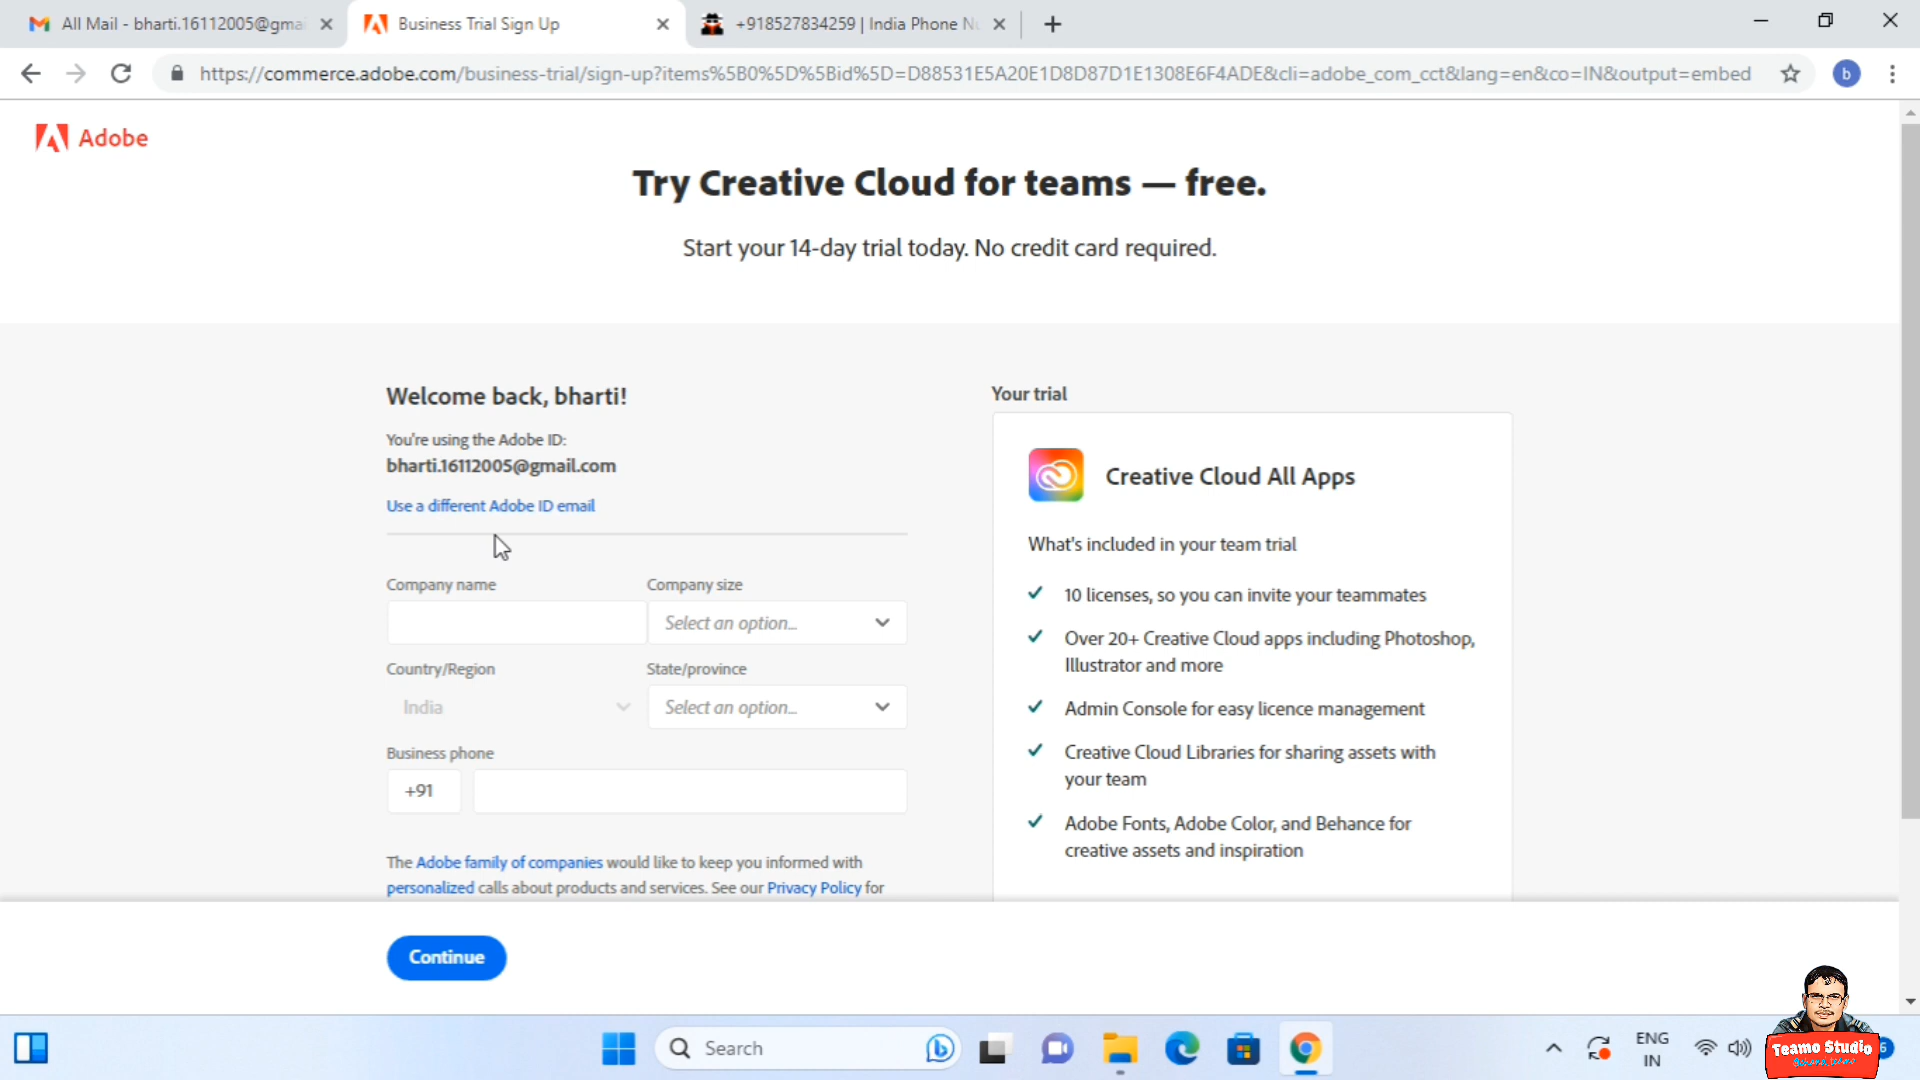 All Mail - bharti.16112005@gma
Business Trial Sign Up
+918527834259 | India Phone Nu
https://commerce.adobe.com/business-trial/sign-up?items%5B0%5D%5Bid%5D=D88531E5A20E1D8D87D1E1308E6F4ADE&cli=adobe_com_cct&lang=en&co=IN&output=embed
b
Adobe
Try Creative Cloud for teams — free.
Start your 14-day trial today. No credit card required.
Welcome back, bharti!
You're using the Adobe ID:
bharti.16112005@gmail.com
Use a different Adobe ID email
Company name
Company size
Select an option...
Country/Region
State/province
India
Select an option...
Business phone
+91
The Adobe family of companies would like to keep you informed with
personalized calls about products and services. See our Privacy Policy for
Continue
Your trial
Creative Cloud All Apps
What's included in your team trial
10 licenses, so you can invite your teammates
Over 20+ Creative Cloud apps including Photoshop,
Illustrator and more
Admin Console for easy licence management
Creative Cloud Libraries for sharing assets with
your team
Adobe Fonts, Adobe Color, and Behance for
creative assets and inspiration
Search
ENG
IN
Teamo Studio